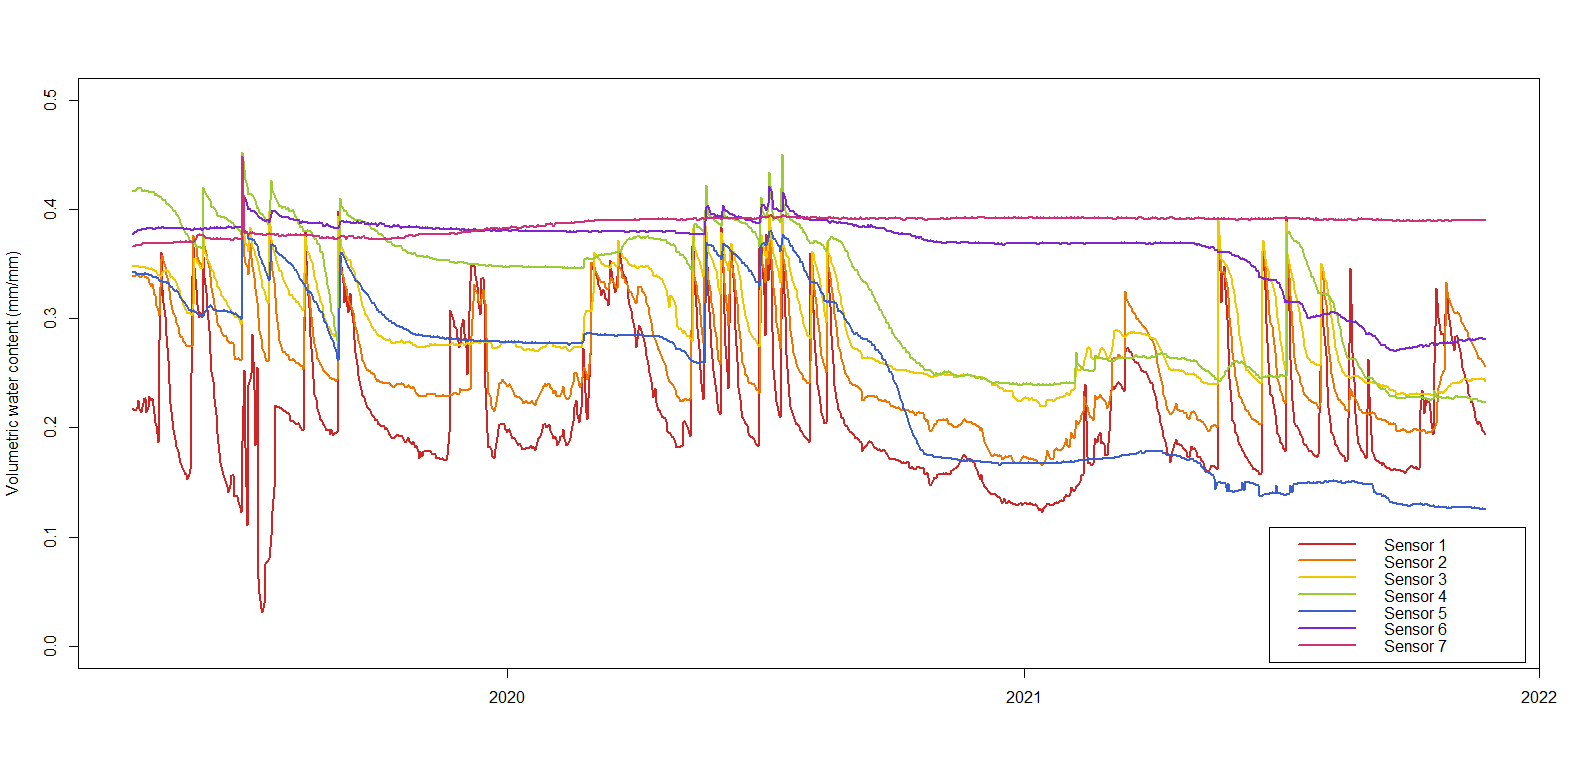 Volumetric water content (mm/mm)
0.5
0.4
0.3
0.2
0.1
0.0
2020
2021
2022
Sensor 1
Sensor 2
Sensor 3
Sensor 4
Sensor 5
Sensor 6
Sensor 7